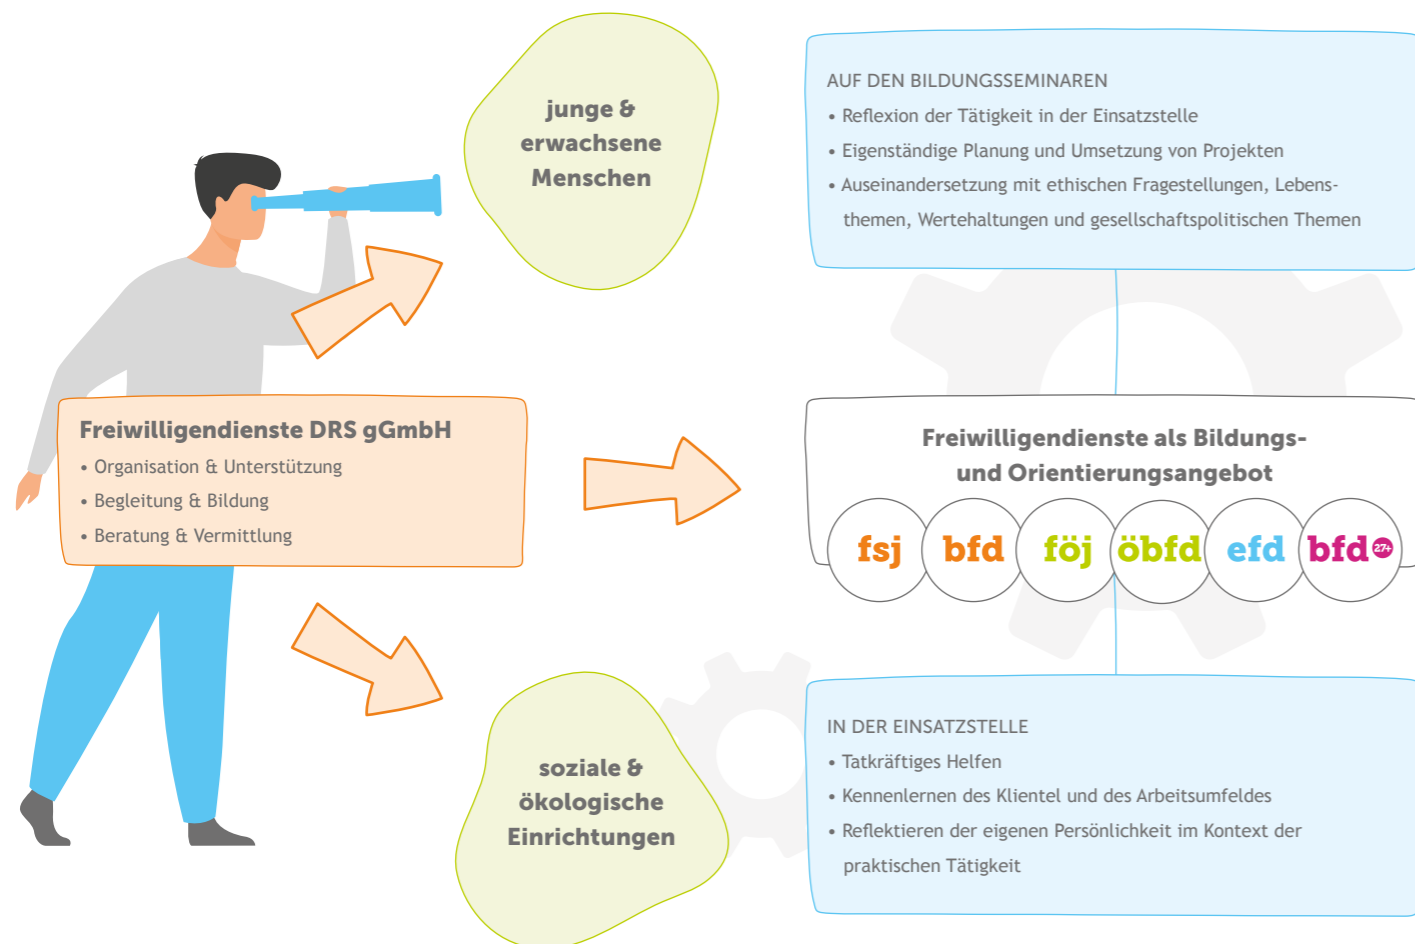 junge &
erwachsene
Menschen
AUF DEN BILDUNGSSEMINAREN
• Reflexion der Tätigkeit in der Einsatzstelle
• Eigenständige Planung und Umsetzung von Projekten
• Auseinandersetzung mit ethischen Fragestellungen, Lebens-
themen, Wertehaltungen und gesellschaftspolitischen Themen
Freiwilligendienste DRS gGmbH
• Organisation & Unterstützung
• Begleitung & Bildung
• Beratung & Vermittlung
Freiwilligendienste als Bildungs-
und Orientierungsangebot
fsj bfd föj öbfd efd bfd 27+
soziale &
ökologische
Einrichtungen
IN DER EINSATZSTELLE
• Tatkräftiges Helfen
• Kennenlernen des Klientel und des Arbeitsumfeldes
• Reflektieren der eigenen Persönlichkeit im Kontext der
praktischen Tätigkeit